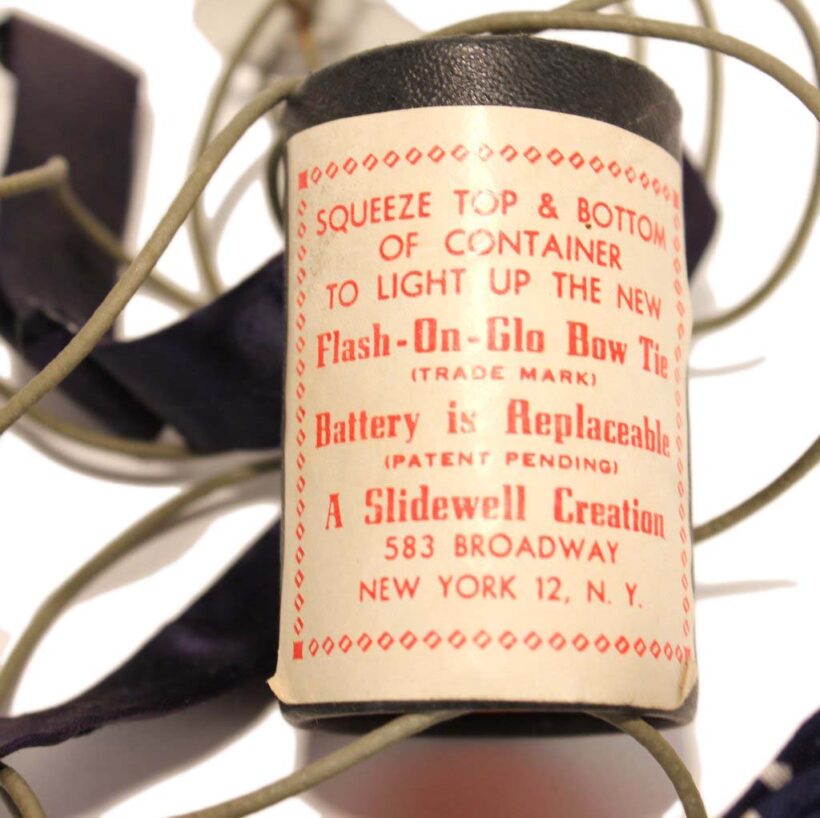 SQUEEZE TOP & BOTTOM
OF CONTAINER
TO LIGHT UP THE NEW
Flash-On-Glo Bow Tie
(TRADE MARK)
Battery is Replaceable
(PATENT PENDING)
A Slidewell Creation
583 BROADWAY
NEW YORK 12, N. Y.